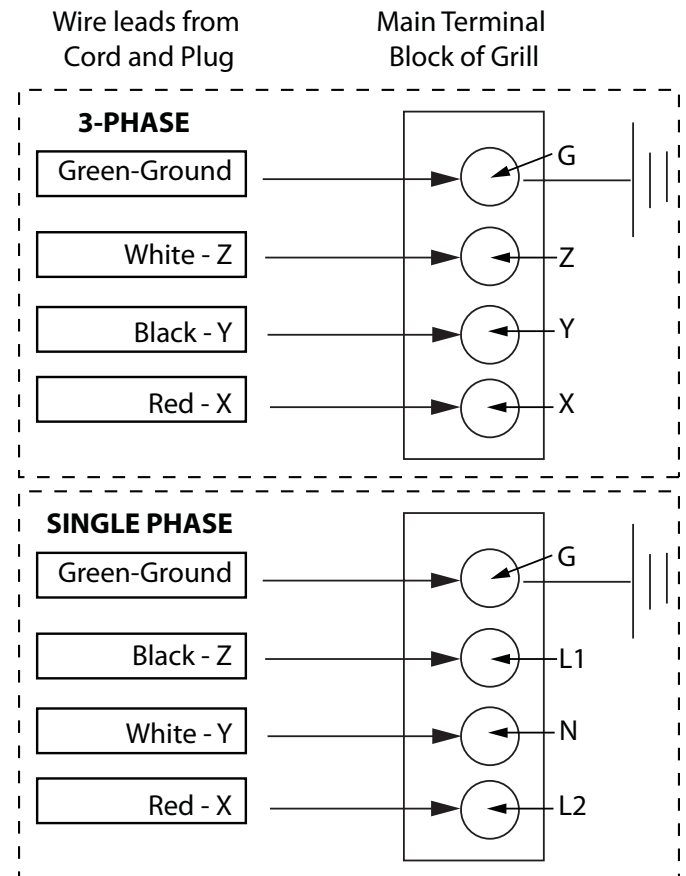 Wire leads from
Cord and Plug
Main Terminal
Block of Grill
3-PHASE
Green-Ground
G
White - Z
Z
Black - Y
Y
Red - X
X
SINGLE PHASE
Green-Ground
G
Black - Z
L1
White - Y
N
Red - X
L2